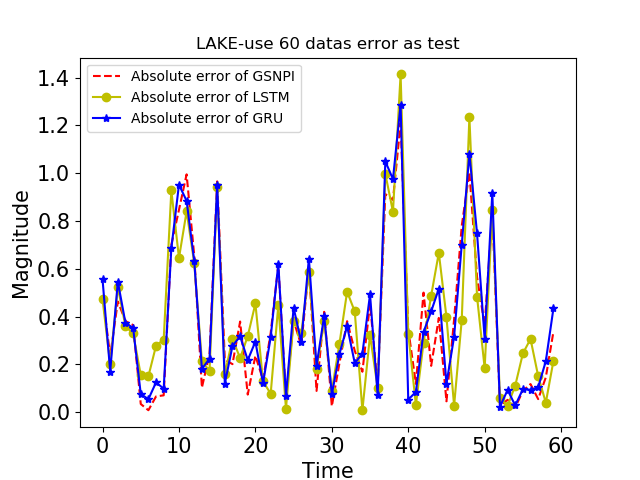 LAKE-use 60 datas error as test
Absolute error of GSNPI
Absolute error of LSTM
Absolute error of GRU
Magnitude
1.4
1.2
1.0
0.8
0.6
0.4
0.2
0.0
0 10 20 30 40 50 60
Time